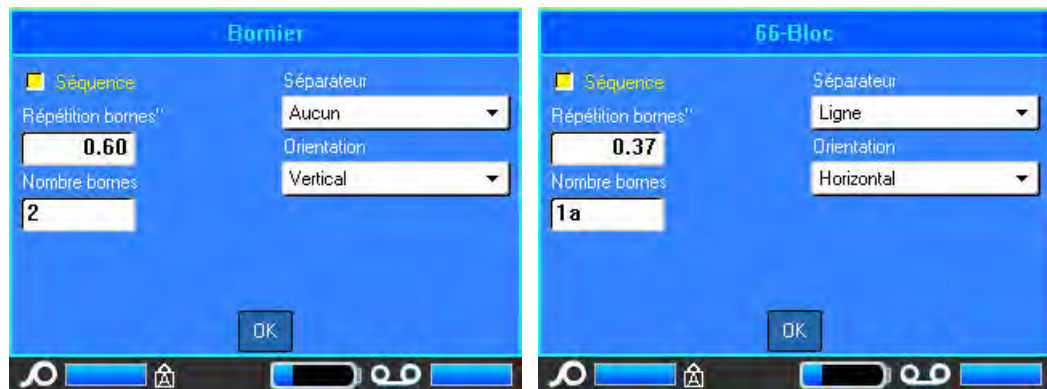 Bornier
Séquence
Séparateur
Répétition bornes"
Aucun
0.60
Orientation
Nombre bornes
Vertical
2
OK
66-Bloc
Séquence
Séparateur
Répétition bornes"
Ligne
0.37
Orientation
Nombre bornes
Horizontal
1a
OK